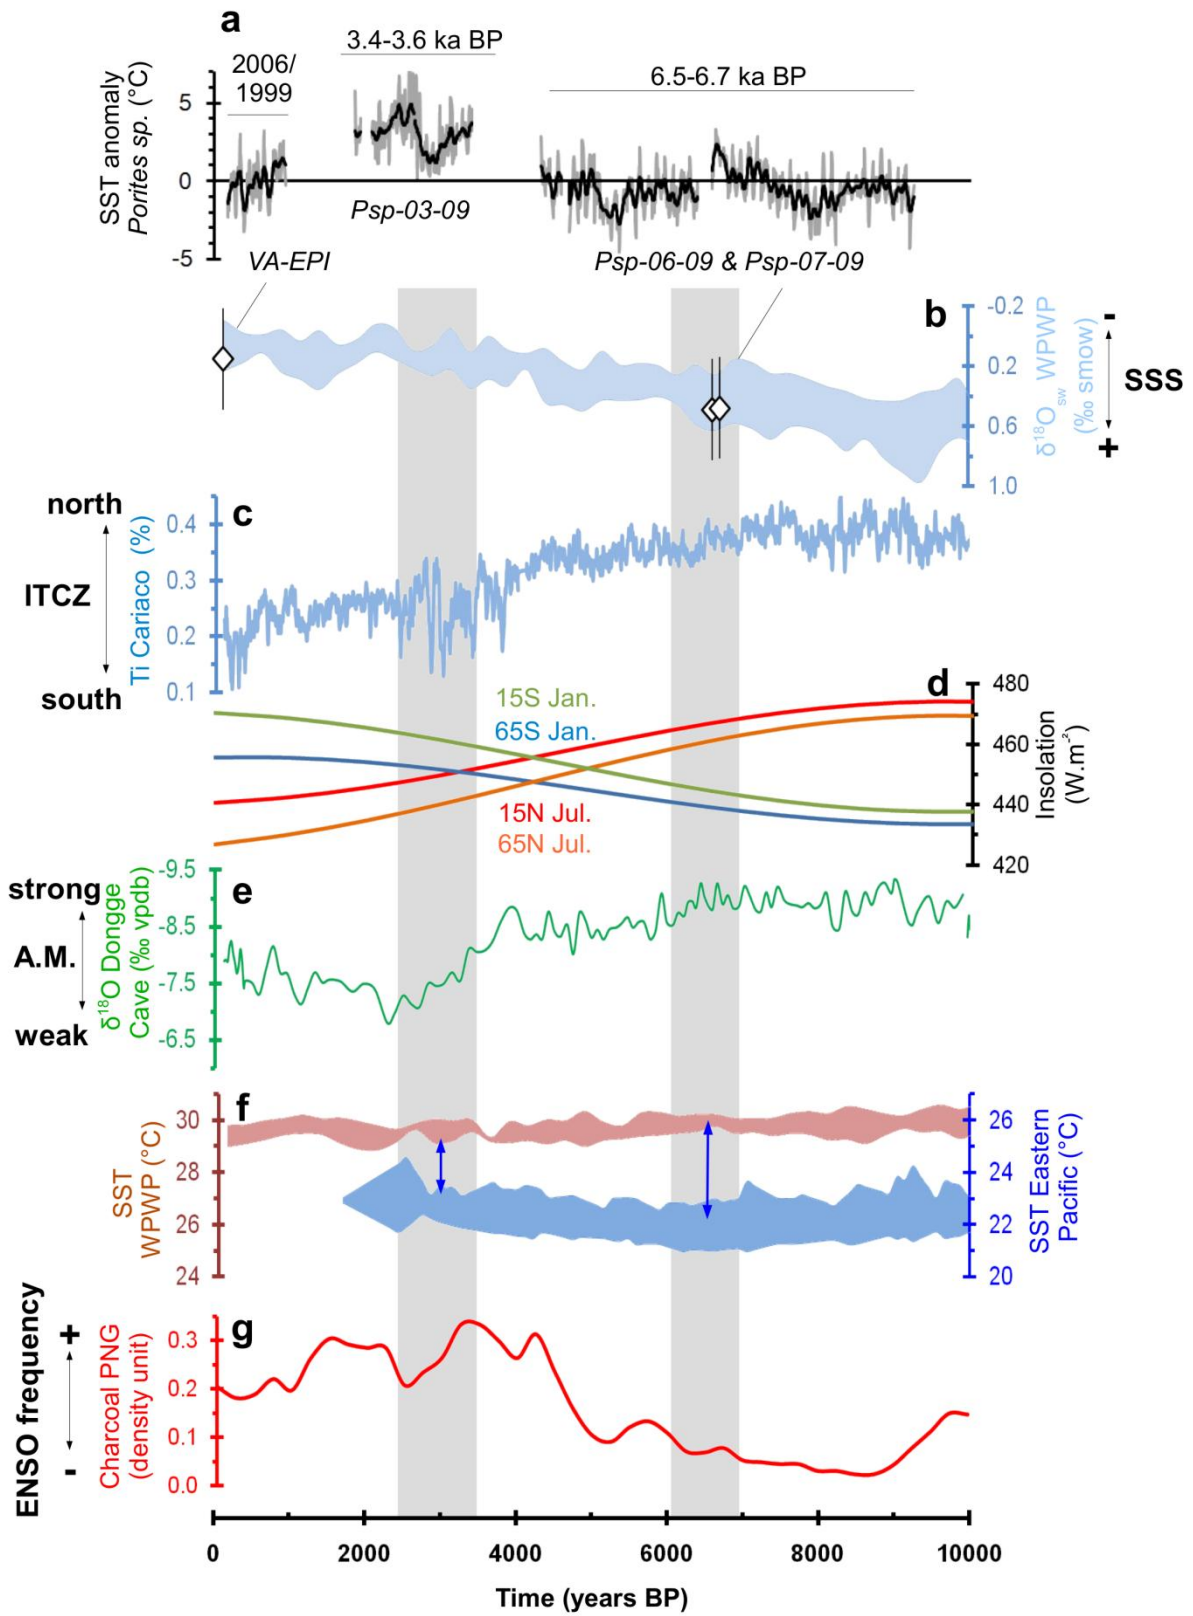 a
3.4-3.6 ka BP
2006/
1999
6.5-6.7 ka BP
SST anomaly
Porites sp. (°C)
5
0
-5
Psp-03-09
VA-EPI
Psp-06-09 & Psp-07-09
b
-0.2
0.2
0.6
1.0
δ¹⁸O sw WPWP
(‰ smow)
-
SSS
+
north
ITCZ
south
Ti Cariaco (%)
c
0.4
0.3
0.2
0.1
d
15S Jan.
65S Jan.
15N Jul.
65N Jul.
480
460
440
420
Insolation
(W.m⁻²)
strong
A.M.
weak
δ¹⁸O Dongge
Cave (‰ vpdb)
e
-9.5
-8.5
-7.5
-6.5
f
SST
WPWP (°C)
30
28
26
24
26
24
22
20
SST Eastern
Pacific (°C)
ENSO frequency
+
-
Charcoal PNG
(density unit)
g
0.3
0.2
0.1
0.0
0
2000
4000
6000
8000
10000
Time (years BP)